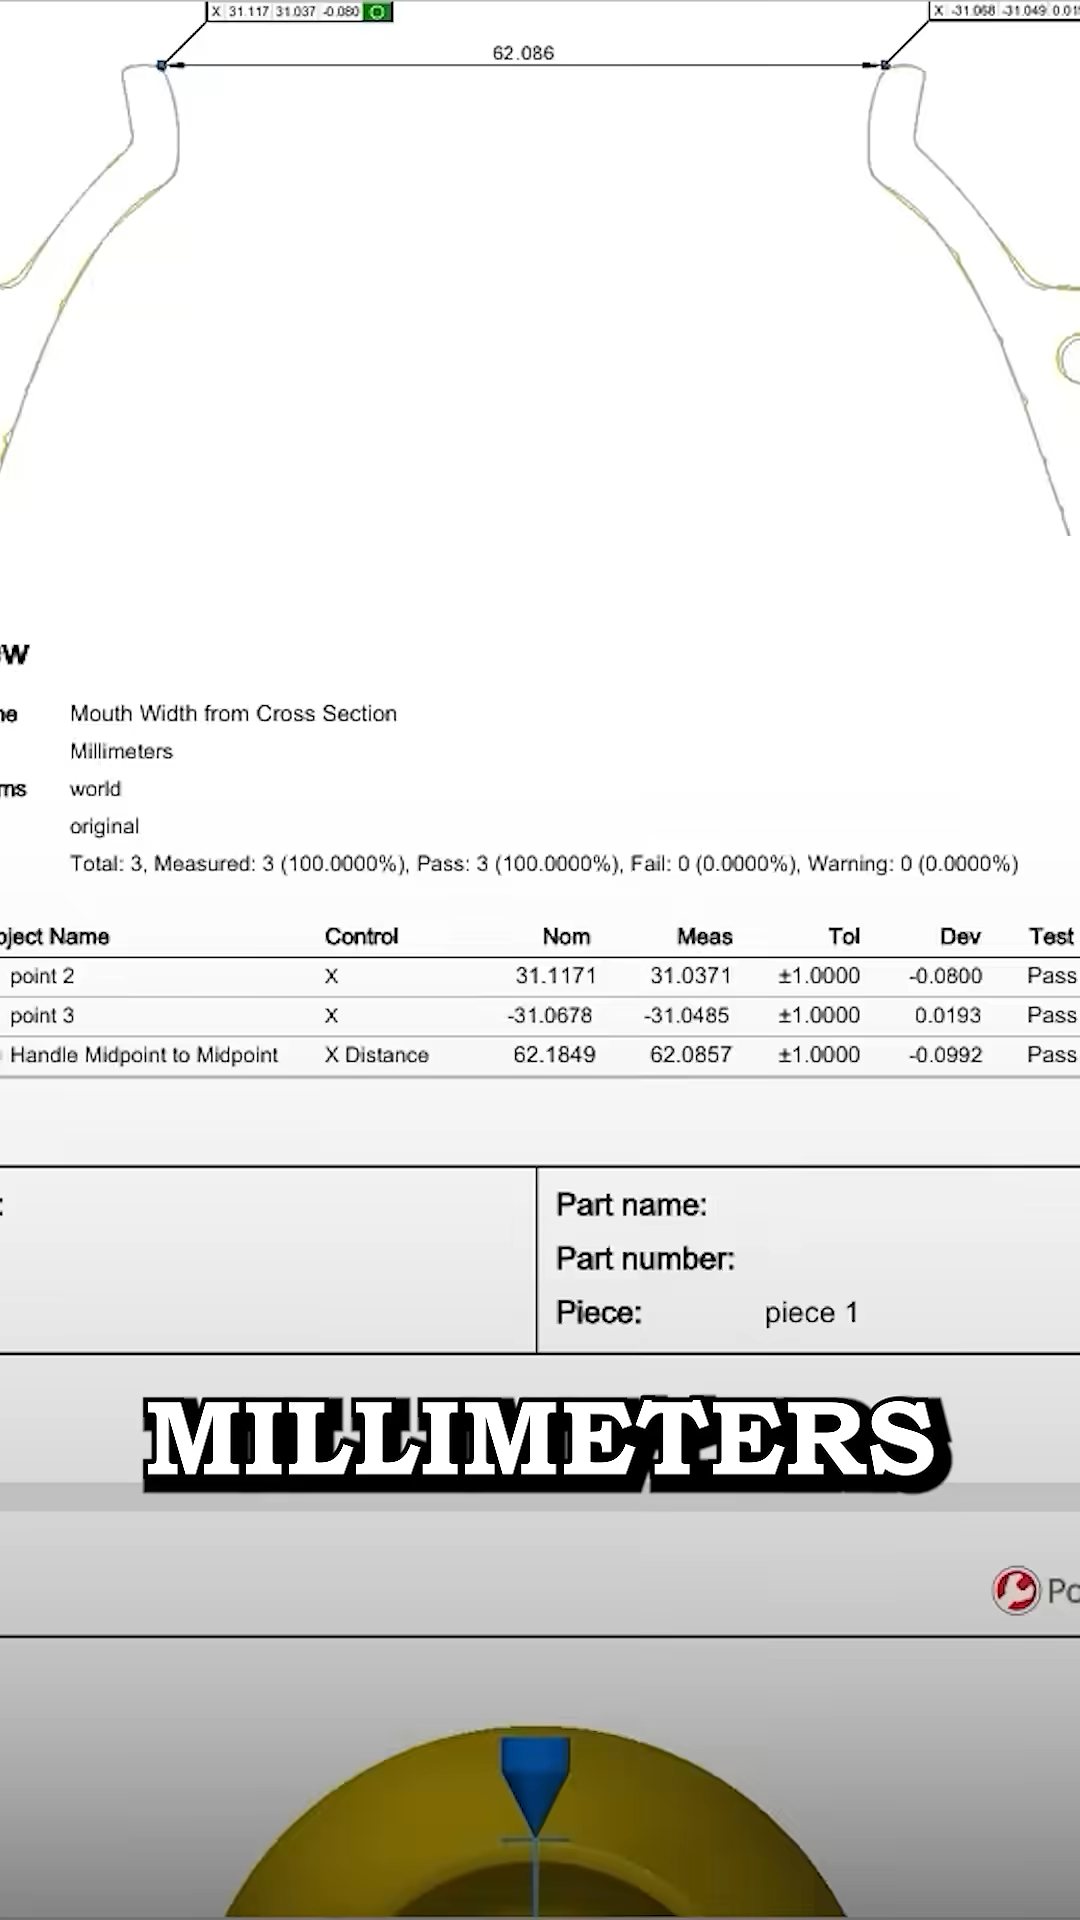 X 31.117 31.037 -0.080
X -31.068 -31.049
62.086
Mouth Width from Cross Section
Millimeters
world
original
Total: 3, Measured: 3 (100.0000%), Pass: 3 (100.0000%), Fail: 0 (0.0000%), Warning: 0 (0.0000%)
Name Control Nom Meas Tol Dev Test
point 2 X 31.1171 31.0371 ±1.0000 -0.0800 Pass
point 3 X -31.0678 -31.0485 ±1.0000 0.0193 Pass
Handle Midpoint to Midpoint X Distance 62.1849 62.0857 ±1.0000 -0.0992 Pass
Part name:
Part number:
Piece: piece 1
MILLIMETERS